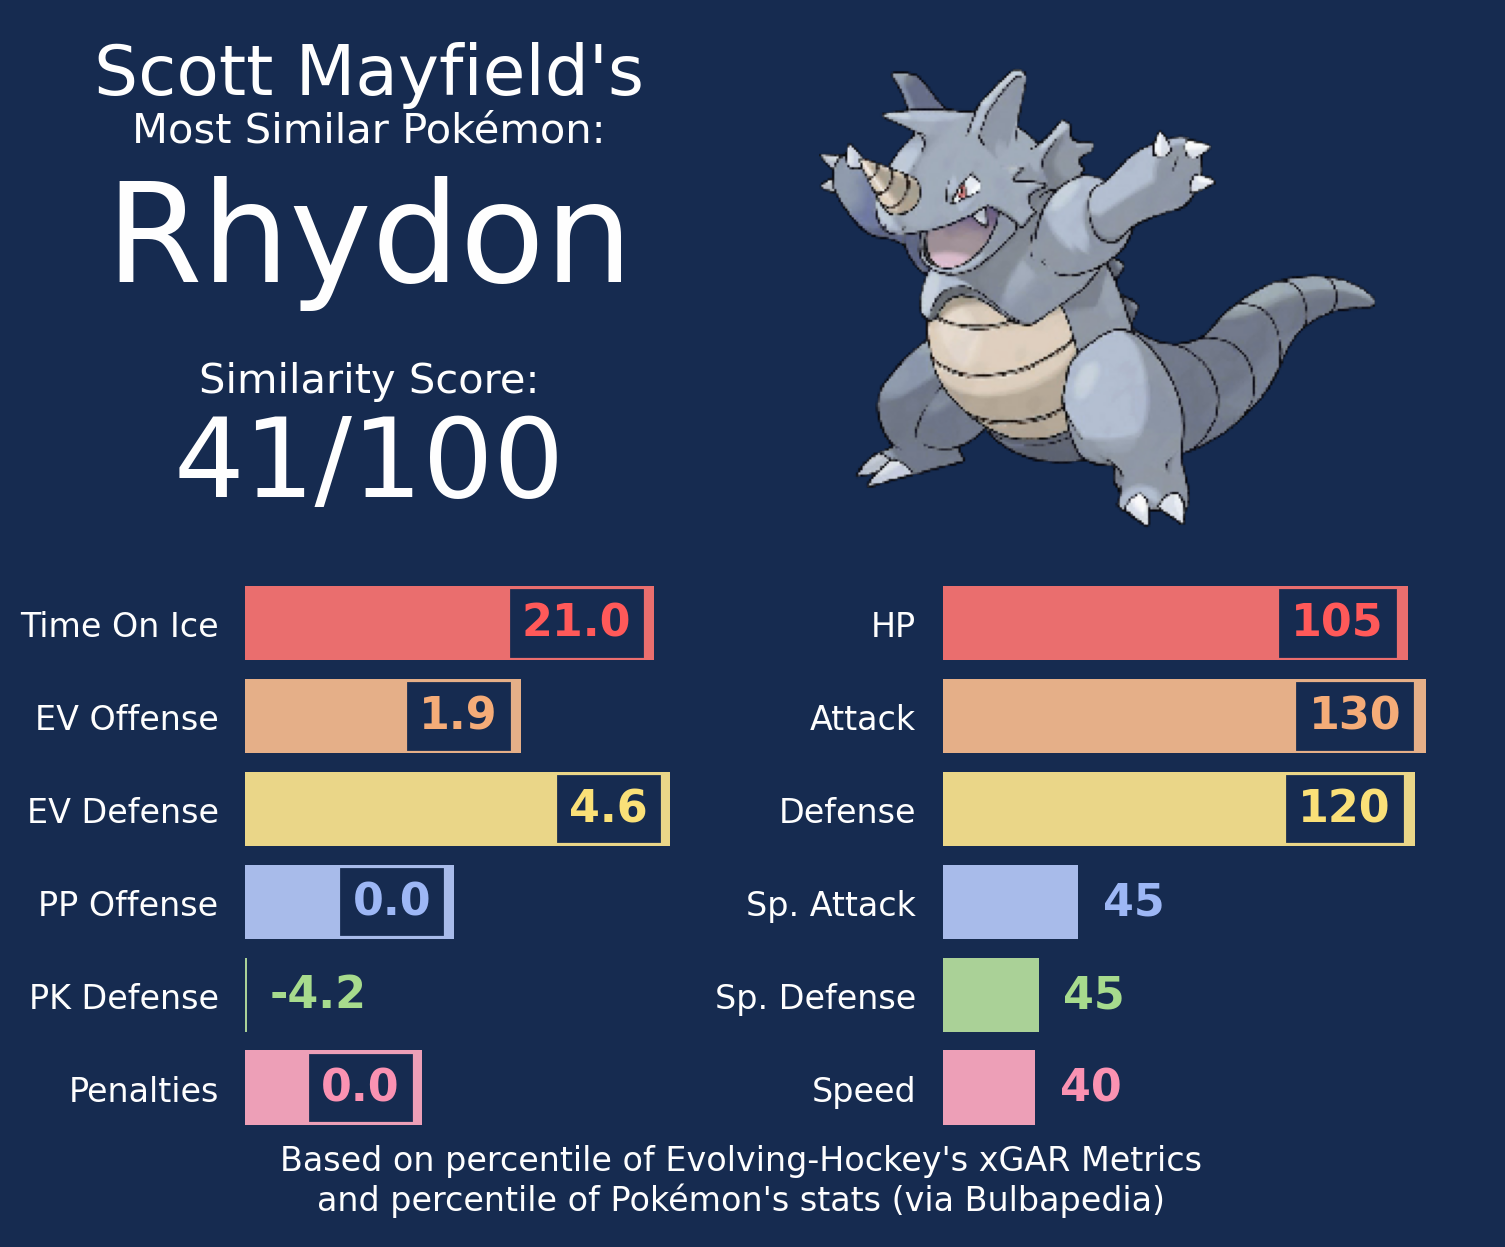 Scott Mayfield's
Most Similar Pokémon:
Rhydon
Similarity Score:
41/100
Time On Ice 21.0
EV Offense 1.9
EV Defense 4.6
PP Offense 0.0
PK Defense -4.2
Penalties 0.0
HP 105
Attack 130
Defense 120
Sp. Attack 45
Sp. Defense 45
Speed 40
Based on percentile of Evolving-Hockey's xGAR Metrics
and percentile of Pokémon's stats (via Bulbapedia)